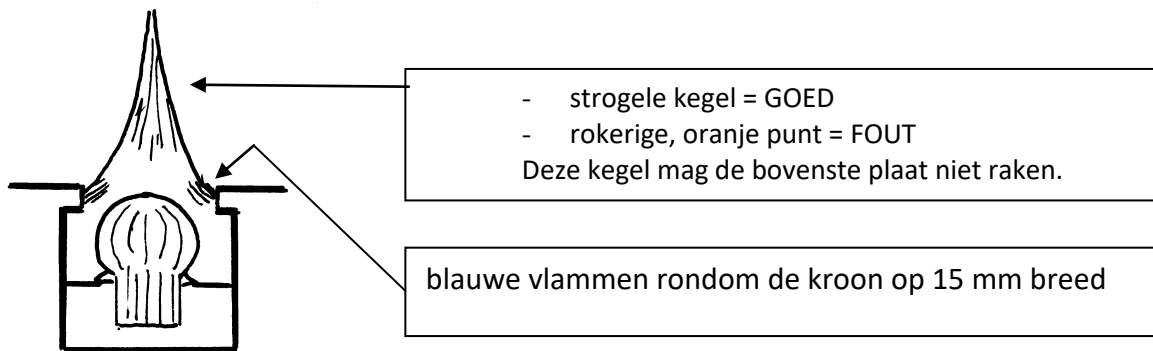 - strogele kegel = GOED
- rokerige, oranje punt = FOUT
Deze kegel mag de bovenste plaat niet raken.
blauwe vlammen rondom de kroon op 15 mm breed